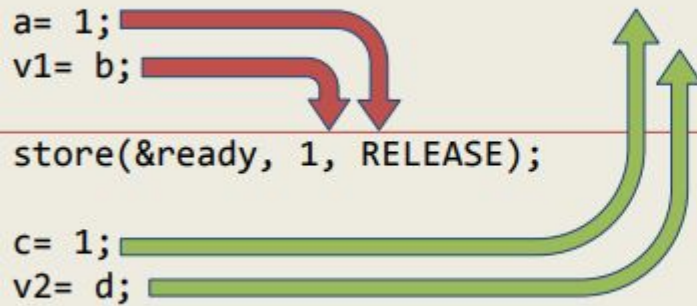 a= 1;
v1= b;
store(&ready, 1, RELEASE);
c= 1;
v2= d;